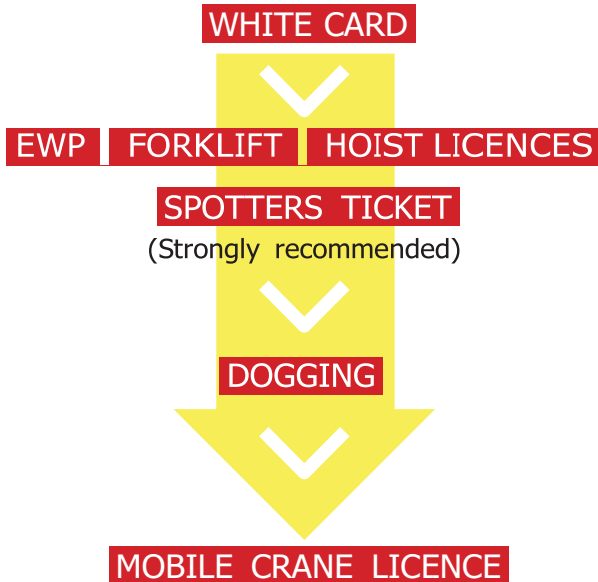 WHITE CARD
EWP FORKLIFT HOIST LICENCES
SPOTTERS TICKET
(Strongly recommended)
DOGGING
MOBILE CRANE LICENCE